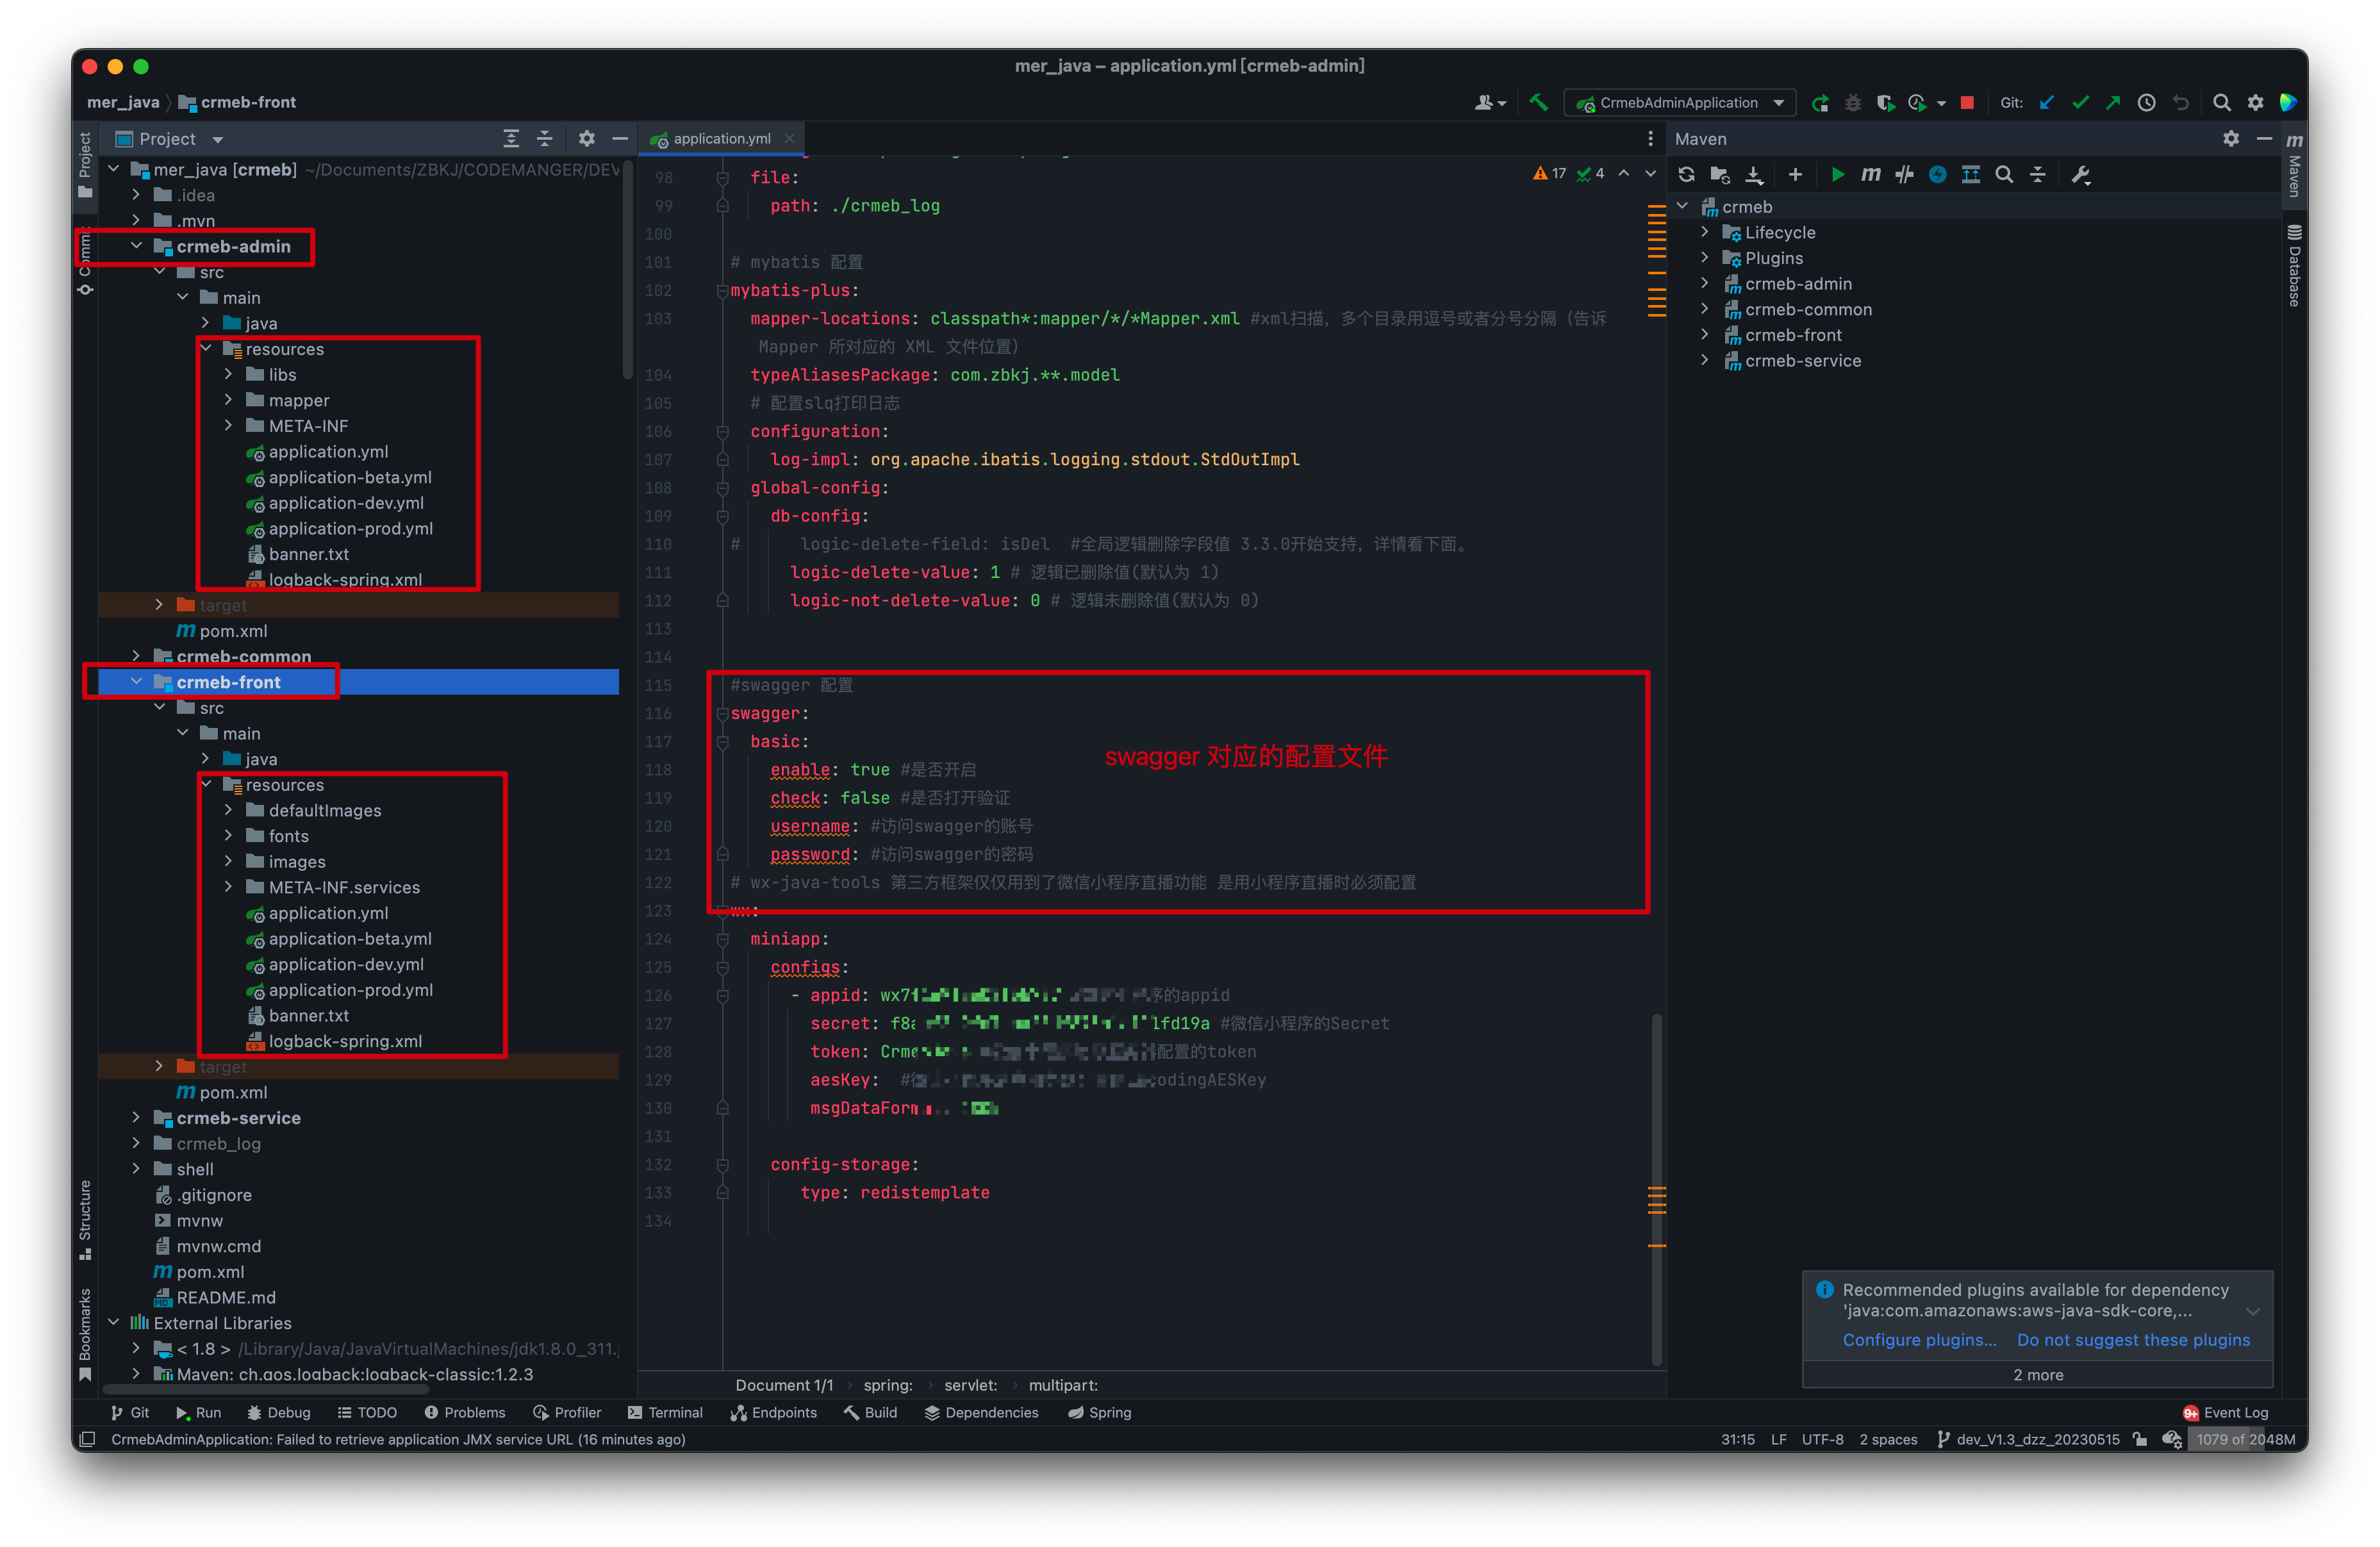 mer_java – application.yml [crmeb-admin]
mer_java
crmeb-front
CrmebAdminApplication
Git:
Project
Project
Commit
Structure
Bookmarks
mer_java [crmeb] ~/Documents/ZBKJ/CODEMANGER/DEV
.idea
.mvn
crmeb-admin
src
main
java
resources
libs
mapper
META-INF
application.yml
application-beta.yml
application-dev.yml
application-prod.yml
banner.txt
logback-spring.xml
target
pom.xml
crmeb-common
crmeb-front
src
main
java
resources
defaultImages
fonts
images
META-INF.services
application.yml
application-beta.yml
application-dev.yml
application-prod.yml
banner.txt
logback-spring.xml
target
pom.xml
crmeb-service
crmeb_log
shell
.gitignore
mvnw
mvnw.cmd
pom.xml
README.md
External Libraries
< 1.8 > /Library/Java/JavaVirtualMachines/jdk1.8.0_311.j
Maven: ch.qos.logback:logback-classic:1.2.3
application.yml
17 4
98 file:
99 path: ./crmeb_log
100
101 # mybatis 配置
102 mybatis-plus:
103 mapper-locations: classpath*:mapper/*/*Mapper.xml #xml扫描，多个目录用逗号或者分号分隔（告诉
Mapper 所对应的 XML 文件位置）
104 typeAliasesPackage: com.zbkj.**.model
105 # 配置slq打印日志
106 configuration:
107 log-impl: org.apache.ibatis.logging.stdout.StdOutImpl
108 global-config:
109 db-config:
110 # logic-delete-field: isDel #全局逻辑删除字段值 3.3.0开始支持，详情看下面。
111 logic-delete-value: 1 # 逻辑已删除值(默认为 1)
112 logic-not-delete-value: 0 # 逻辑未删除值(默认为 0)
113
114
115 #swagger 配置
116 swagger:
117 basic:
swagger 对应的配置文件
118 enable: true #是否开启
119 check: false #是否打开验证
120 username: #访问swagger的账号
121 password: #访问swagger的密码
122 # wx-java-tools 第三方框架仅仅用到了微信小程序直播功能 是用小程序直播时必须配置
123 wx:
124 miniapp:
125 configs:
126 - appid: wx7 的appid
127 secret: f8 1fd19a #微信小程序的Secret
128 token: Crme 配置的token
129 aesKey: # odingAESKey
130 msgDataForm
131
132 config-storage:
133 type: redistemplate
134
Document 1/1 spring: servlet: multipart:
Maven
crmeb
Lifecycle
Plugins
crmeb-admin
crmeb-common
crmeb-front
crmeb-service
Maven
Database
Recommended plugins available for dependency
'java:com.amazonaws:aws-java-sdk-core,...
Configure plugins... Do not suggest these plugins
2 more
Git Run Debug TODO Problems Profiler Terminal Endpoints Build Dependencies Spring
9+ Event Log
CrmebAdminApplication: Failed to retrieve application JMX service URL (16 minutes ago)
31:15 LF UTF-8 2 spaces dev_V1.3_dzz_20230515 1079 of 2048M